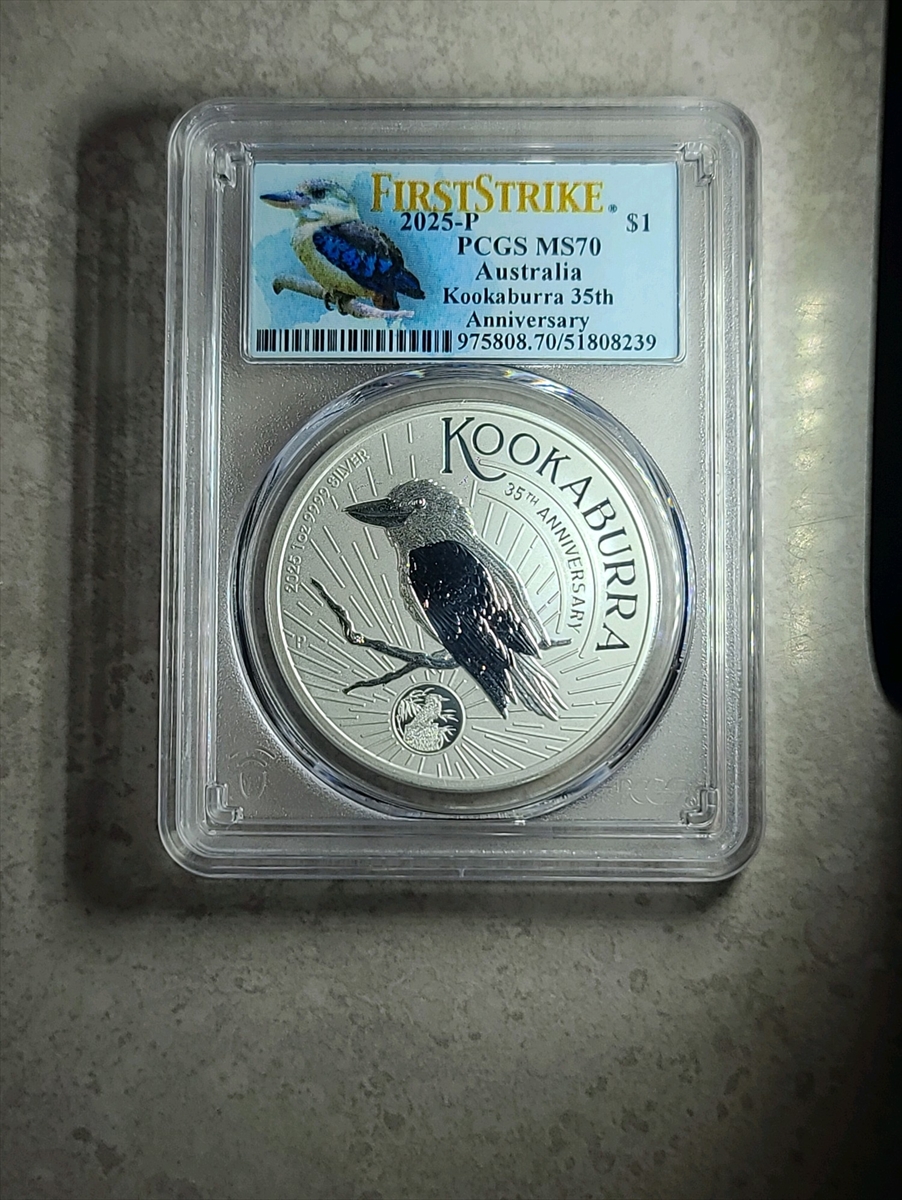 FIRSTSTRIKE®
2025-P $1
PCGS MS70
Australia
Kookaburra 35th
Anniversary
975808.70/51808239
KOOKABURRA
35TH ANNIVERSARY
2025 1oz 9999 SILVER
P